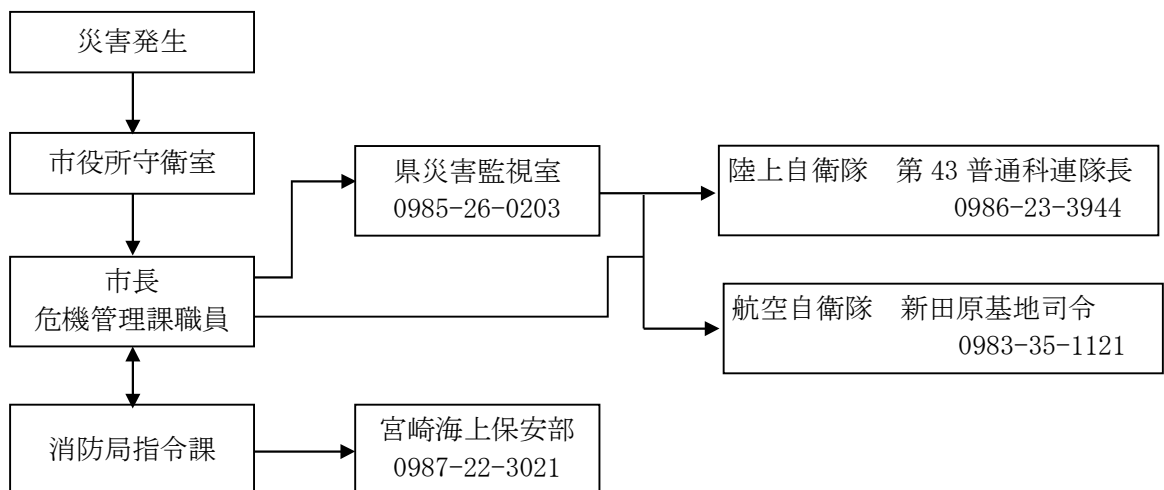 災害発生
市役所守衛室
県災害監視室
0985-26-0203
陸上自衛隊　第 43 普通科連隊長
0986-23-3944
市長
危機管理課職員
航空自衛隊　新田原基地司令
0983-35-1121
消防局指令課
宮崎海上保安部
0987-22-3021